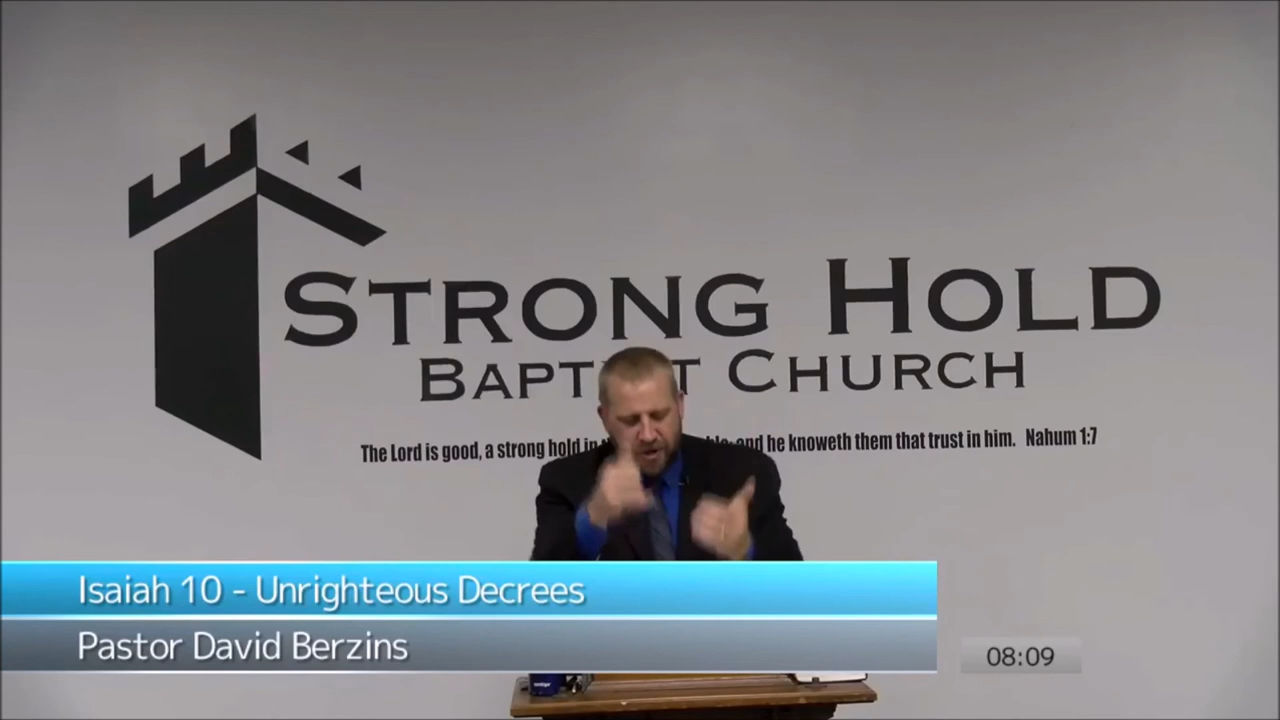 STRONG HOLD
BAPTIST CHURCH
The Lord is good, a strong hold in and he knoweth them that trust in him. Nahum 1:7
Isaiah 10 - Unrighteous Decrees
Pastor David Berzins
08:09